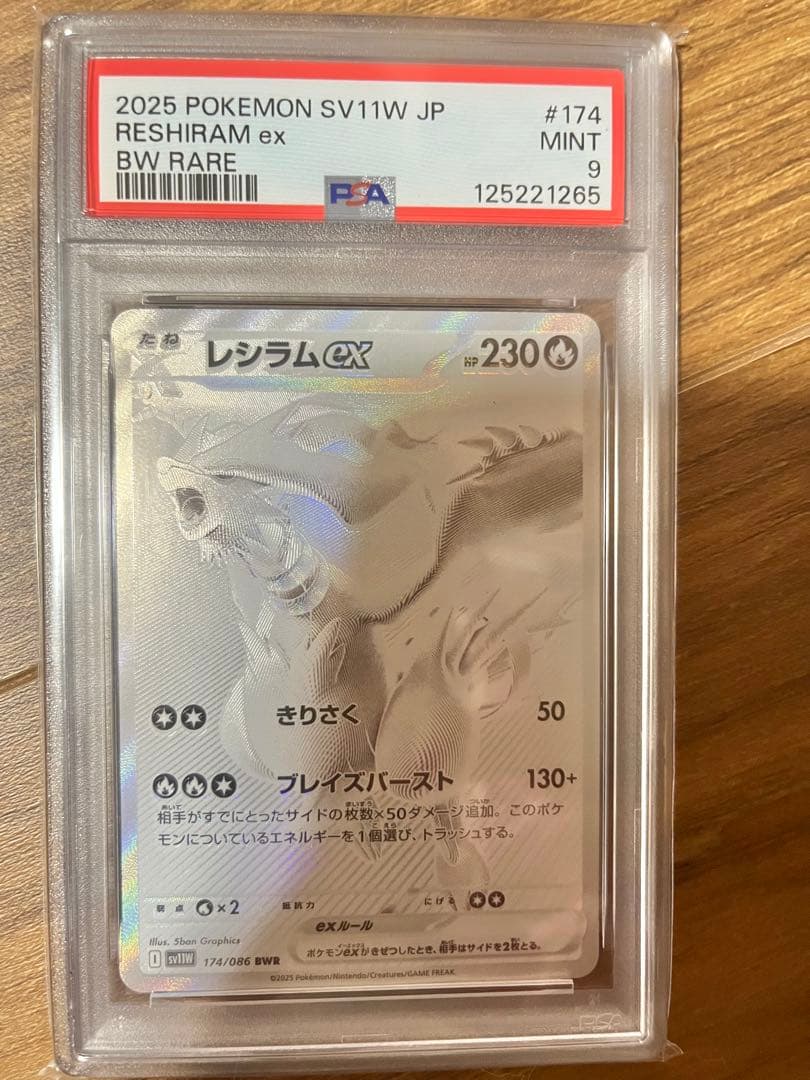 2025 POKEMON SV11W JP #174
RESHIRAM ex MINT
BW RARE 9
PSA 125221265
たね レシラムex HP 230
きりさく 50
ブレイズバースト 130+
相手がすでにとったサイドの枚数×50ダメージ追加。このポケ
モンについているエネルギーを1個選び、トラッシュする。
弱点 ×2 抵抗力 にげる
exルール
ポケモンexがきぜつしたとき、相手はサイドを2枚とる。
Illus. 5ban Graphics
I sv11W 174/086 BWR
©2025 Pokémon/Nintendo/Creatures/GAME FREAK.
PSA